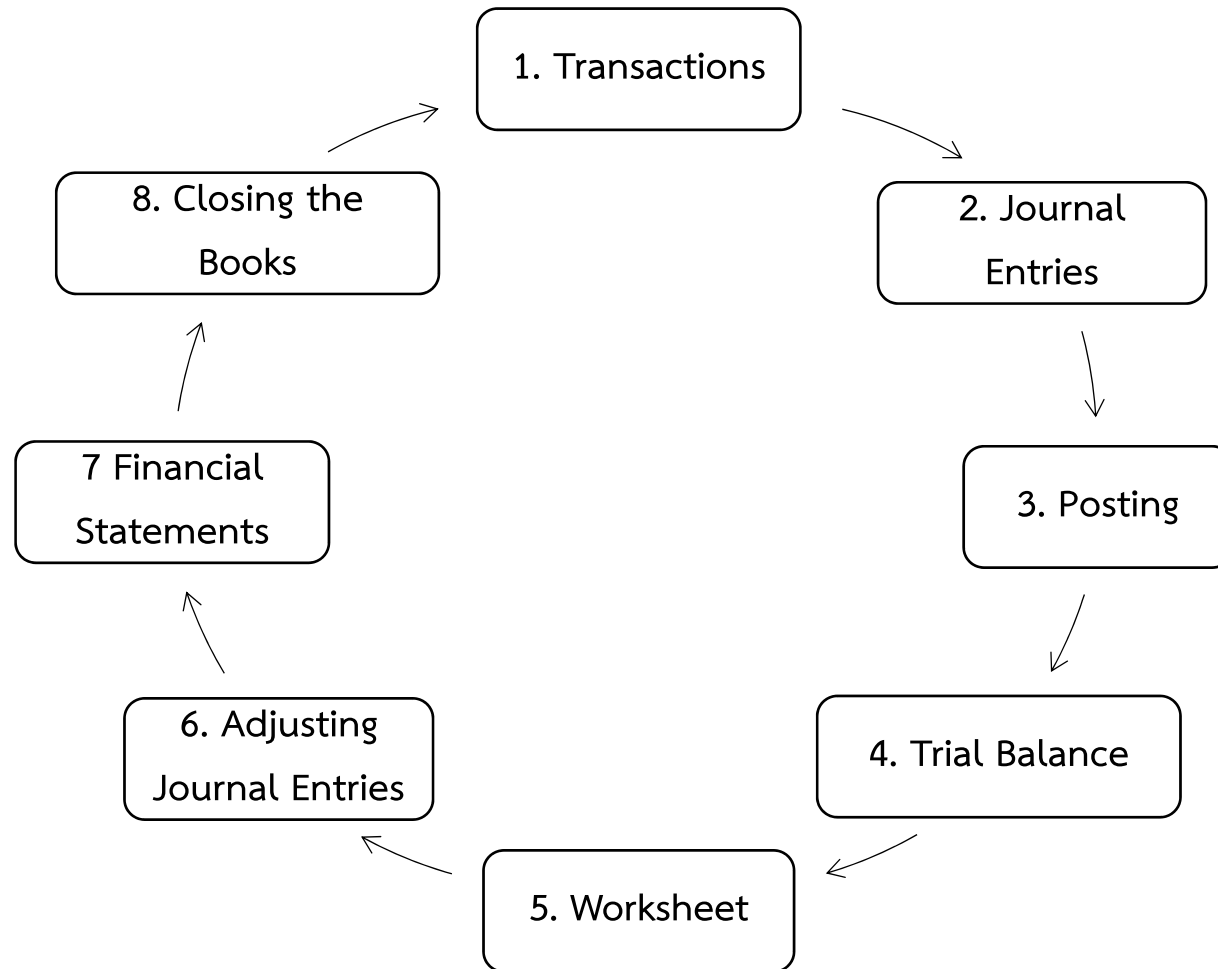 1. Transactions
2. Journal
Entries
3. Posting
4. Trial Balance
5. Worksheet
6. Adjusting
Journal Entries
7 Financial
Statements
8. Closing the
Books